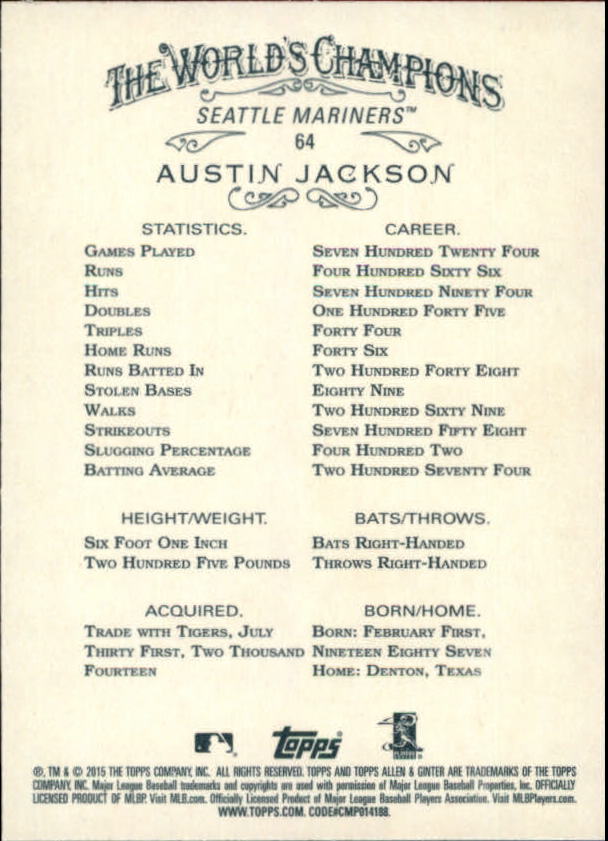 THE WORLD'S CHAMPIONS
SEATTLE MARINERS™
64
AUSTIN JACKSON
STATISTICS. CAREER.
GAMES PLAYED SEVEN HUNDRED TWENTY FOUR
RUNS FOUR HUNDRED SIXTY SIX
HITS SEVEN HUNDRED NINETY FOUR
DOUBLES ONE HUNDRED FORTY FIVE
TRIPLES FORTY FOUR
HOME RUNS FORTY SIX
RUNS BATTED IN TWO HUNDRED FORTY EIGHT
STOLEN BASES EIGHTY NINE
WALKS TWO HUNDRED SIXTY NINE
STRIKEOUTS SEVEN HUNDRED FIFTY EIGHT
SLUGGING PERCENTAGE FOUR HUNDRED TWO
BATTING AVERAGE TWO HUNDRED SEVENTY FOUR
HEIGHT/WEIGHT. BATS/THROWS.
SIX FOOT ONE INCH BATS RIGHT-HANDED
TWO HUNDRED FIVE POUNDS THROWS RIGHT-HANDED
ACQUIRED. BORN/HOME.
TRADE WITH TIGERS, JULY BORN: FEBRUARY FIRST,
THIRTY FIRST, TWO THOUSAND NINETEEN EIGHTY SEVEN
FOURTEEN HOME: DENTON, TEXAS
Topps
®, TM & © 2015 THE TOPPS COMPANY, INC. ALL RIGHTS RESERVED. TOPPS AND TOPPS ALLEN & GINTER ARE TRADEMARKS OF THE TOPPS
COMPANY, INC. Major League Baseball trademarks and copyrights are used with permission of Major League Baseball Properties, Inc. OFFICIALLY
LICENSED PRODUCT OF MLBP. Visit MLB.com. Officially Licensed Product of Major League Baseball Players Association. Visit MLBPlayers.com.
WWW.TOPPS.COM. CODE#CMP014188.